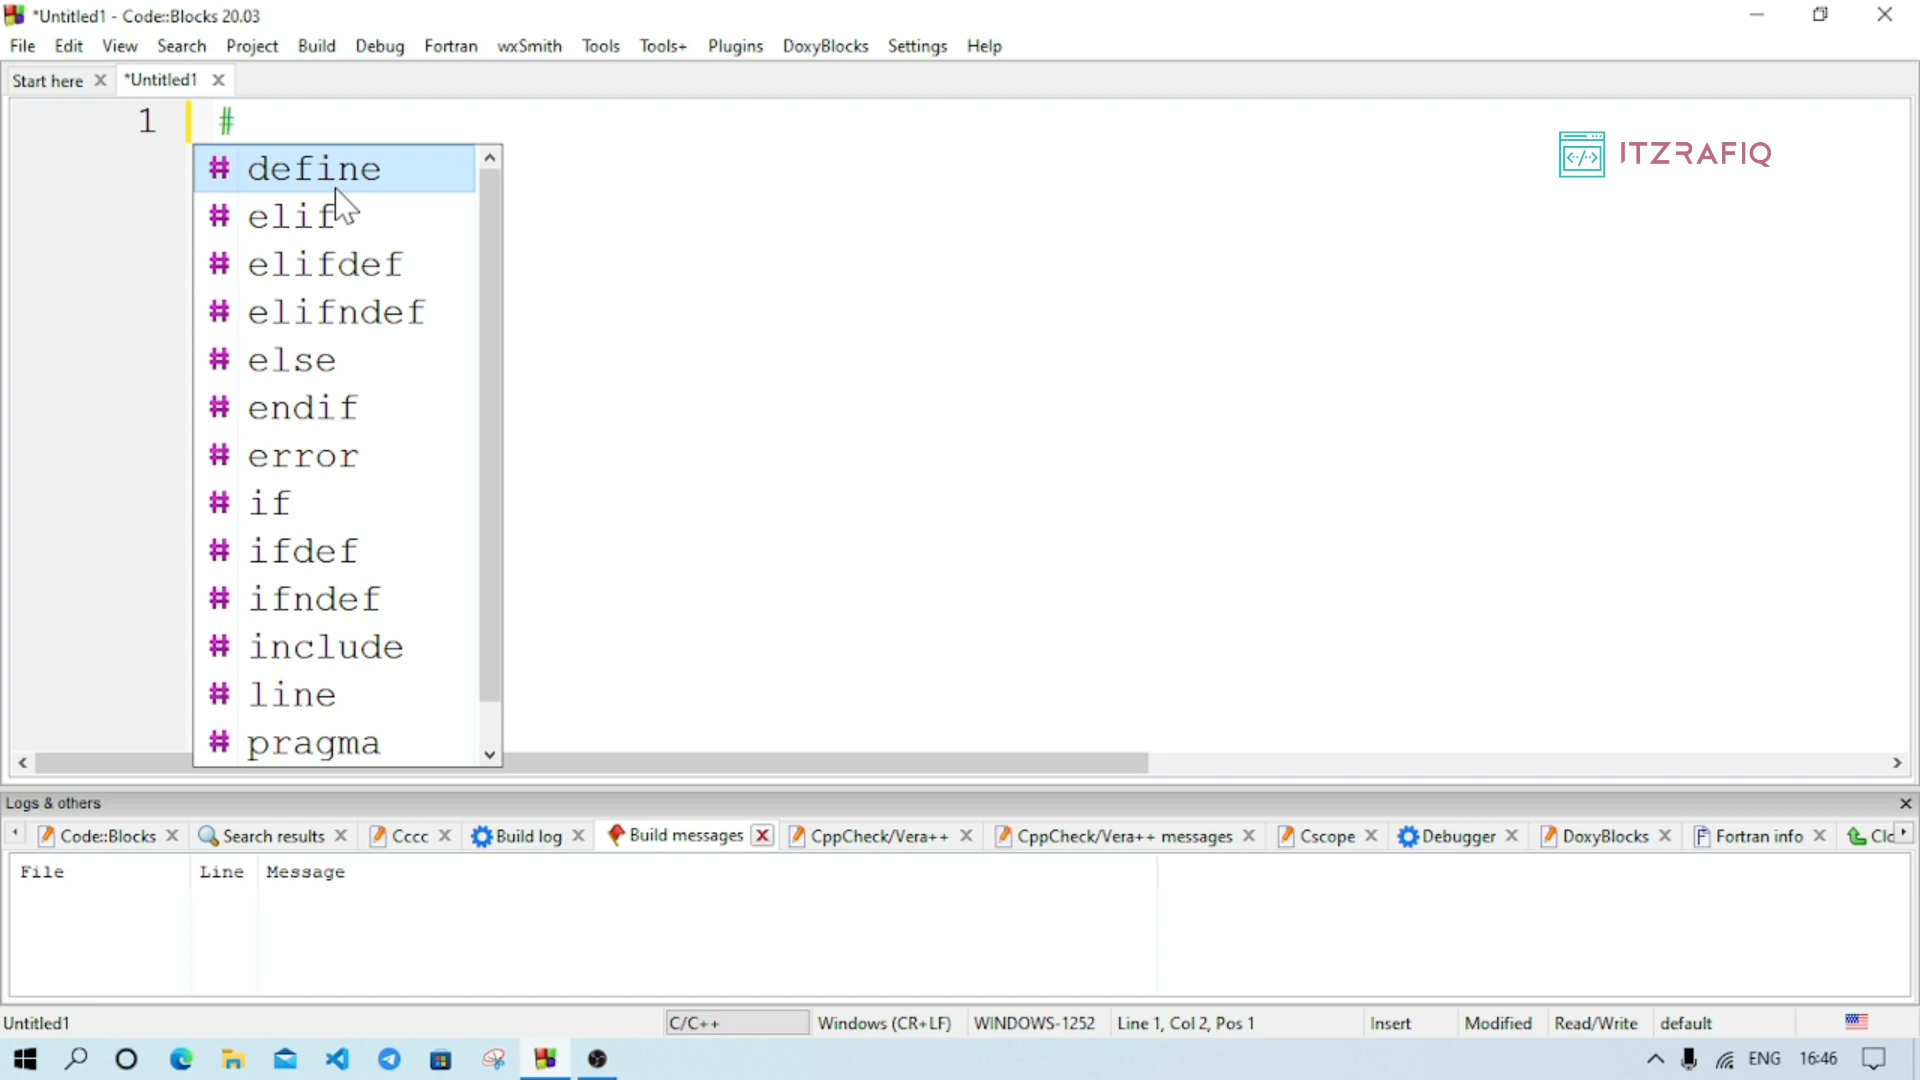 *Untitled1 - Code::Blocks 20.03
File Edit View Search Project Build Debug Fortran wxSmith Tools Tools+ Plugins DoxyBlocks Settings Help
Start here *Untitled1
1 #
ITZRAFIQ
# define
# elif
# elifdef
# elifndef
# else
# endif
# error
# if
# ifdef
# ifndef
# include
# line
# pragma
Logs & others
Code::Blocks Search results Cccc Build log Build messages CppCheck/Vera++ CppCheck/Vera++ messages Cscope Debugger DoxyBlocks Fortran info Clo
File Line Message
Untitled1 C/C++ Windows (CR+LF) WINDOWS-1252 Line 1, Col 2, Pos 1 Insert Modified Read/Write default
ENG 16:46